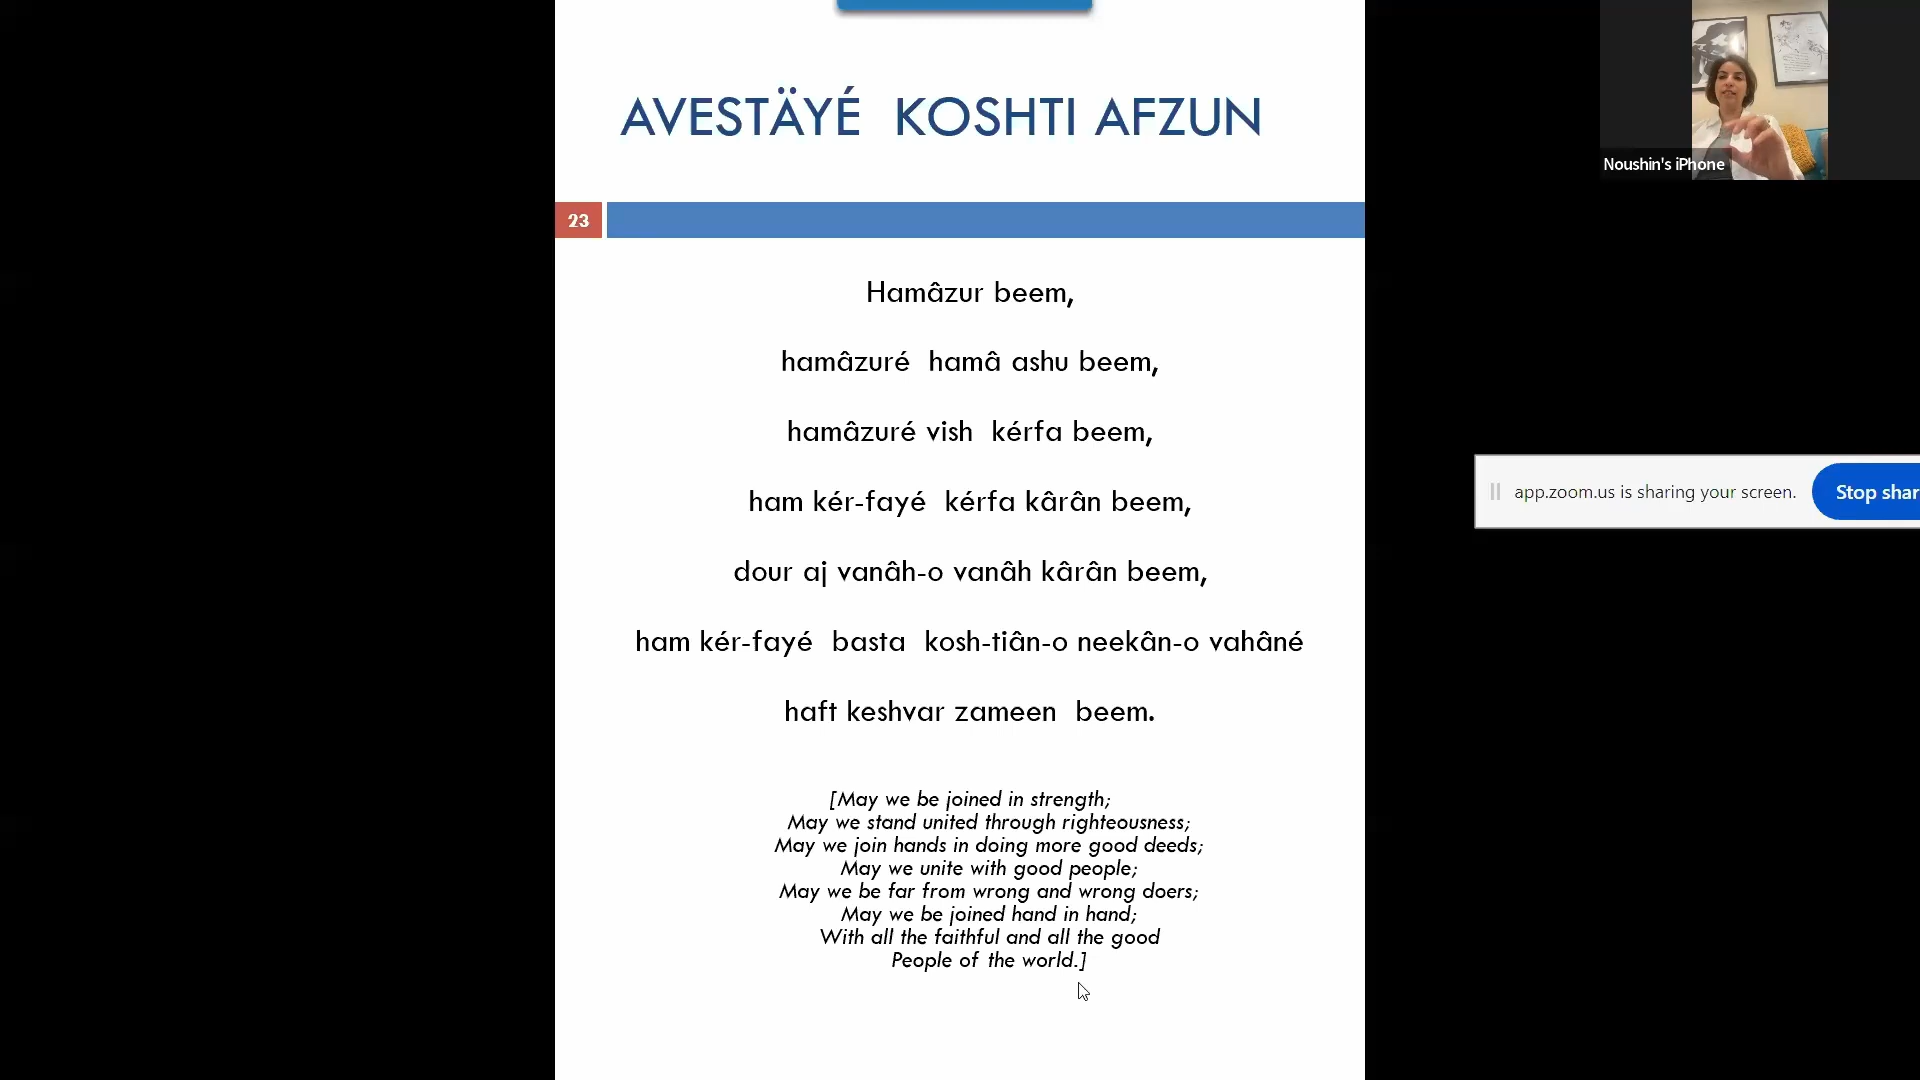 AVESTÄYÉ KOSHTI AFZUN
Noushin's iPhone
23
Hamâzur beem,
hamâzuré hamâ ashu beem,
hamâzuré vish kérfa beem,
app.zoom.us is sharing your screen.
Stop shar
ham kér-fayé kérfa kârân beem,
dour aj vanâh-o vanâh kârân beem,
ham kér-fayé basta kosh-tiân-o neekân-o vahâné
haft keshvar zameen beem.
[May we be joined in strength;
May we stand united through righteousness;
May we join hands in doing more good deeds;
May we unite with good people;
May we be far from wrong and wrong doers;
May we be joined hand in hand;
With all the faithful and all the good
People of the world.]